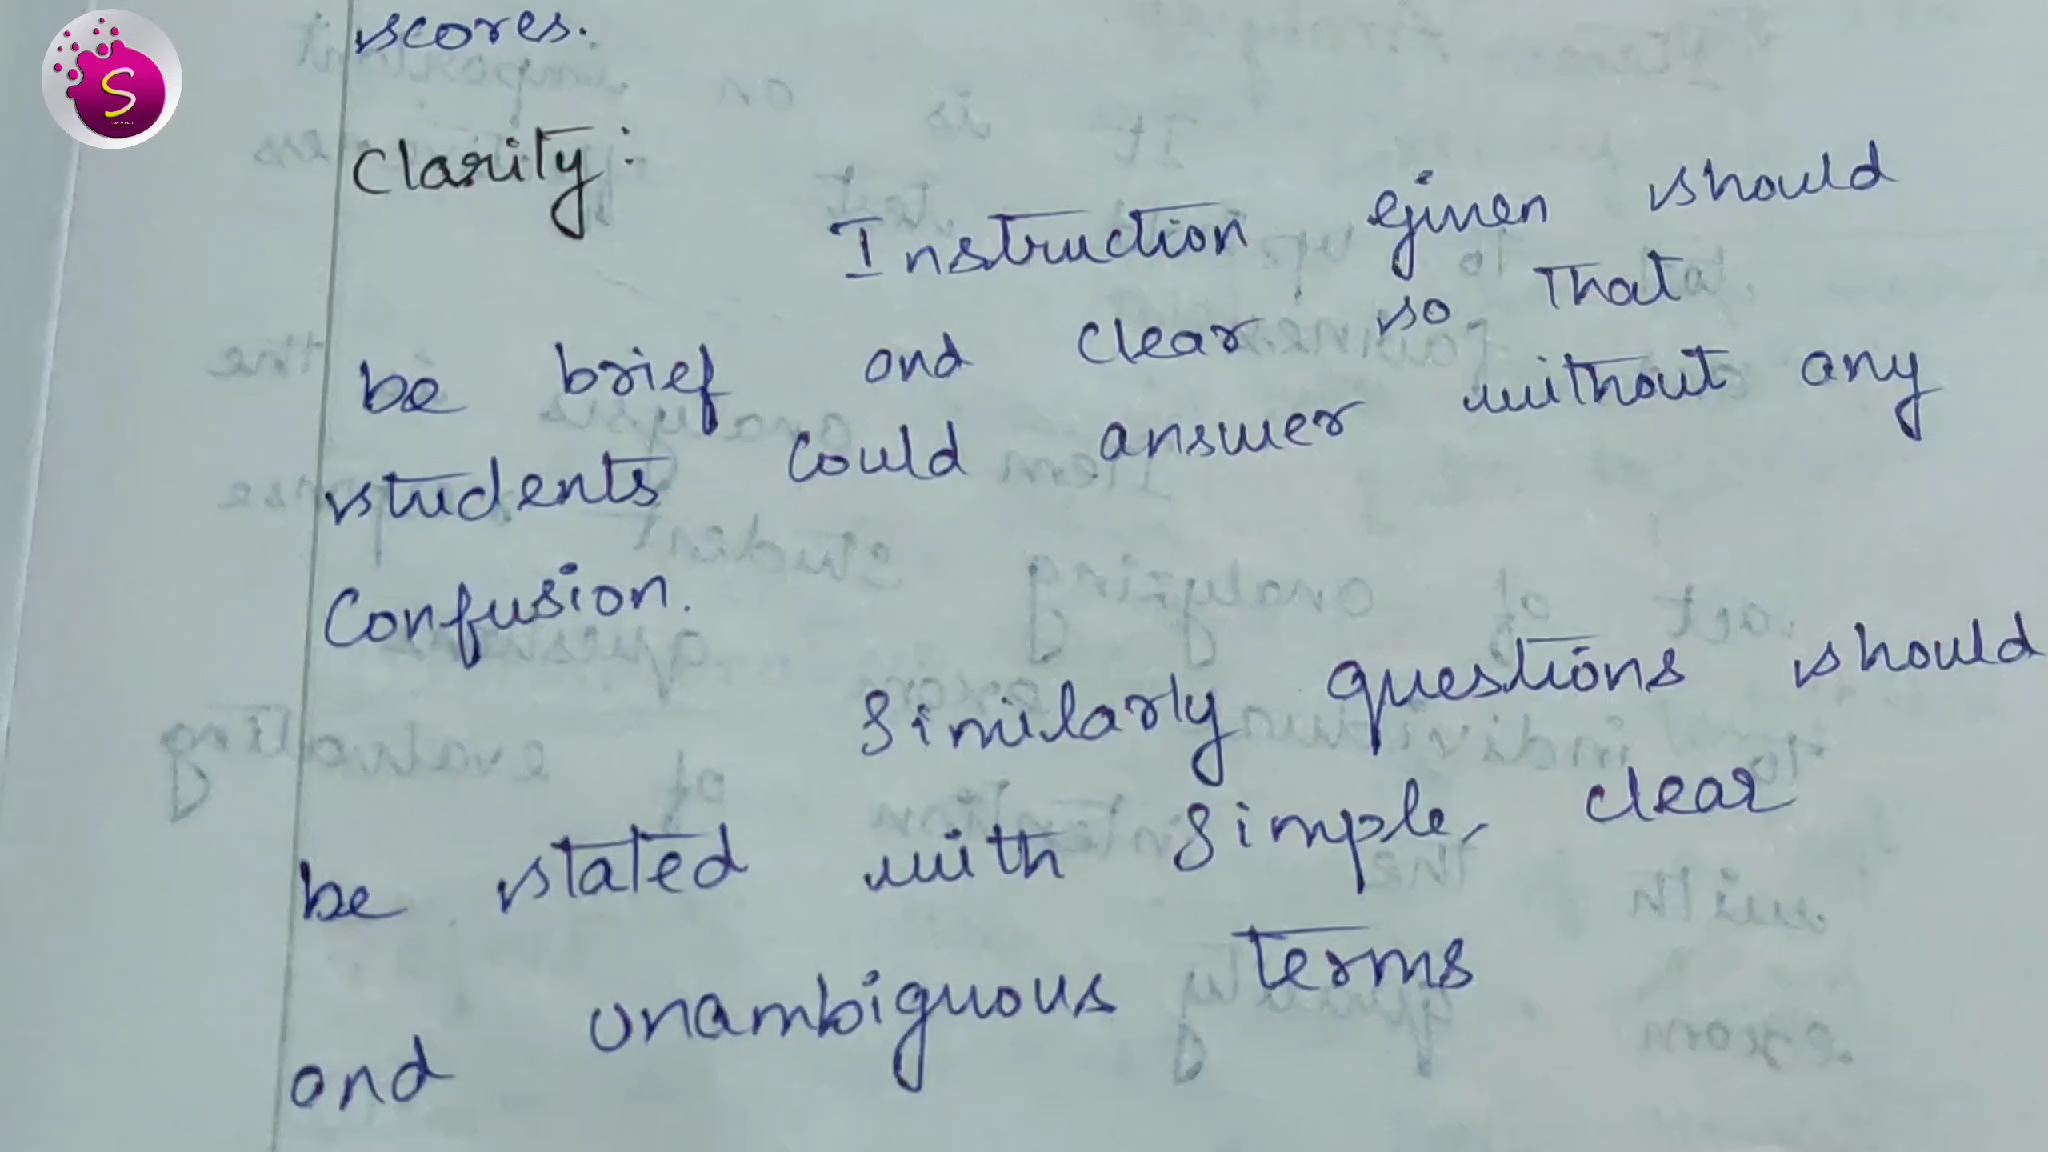 scores.
Clarity:
Instruction given should
be brief and clear so that
students could answer without any
confusion.
Similarly questions should
be stated with simple, clear
and unambiguous terms
S